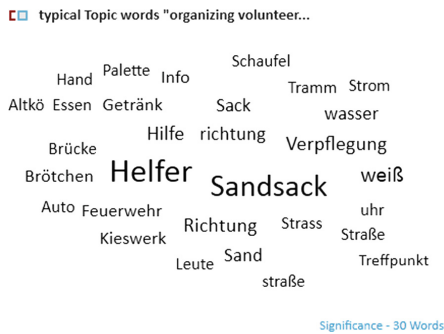 typical Topic words "organizing volunteer...
Schaufel
Hand Palette Info
Tramm Strom
Altkö Essen Getränk Sack wasser
Hilfe richtung Verpflegung
Brücke
Brötchen Helfer Sandsack weiß
Auto Feuerwehr uhr
Richtung Strass Straße
Kieswerk
Leute Sand Treffpunkt
straße
Significance - 30 Words